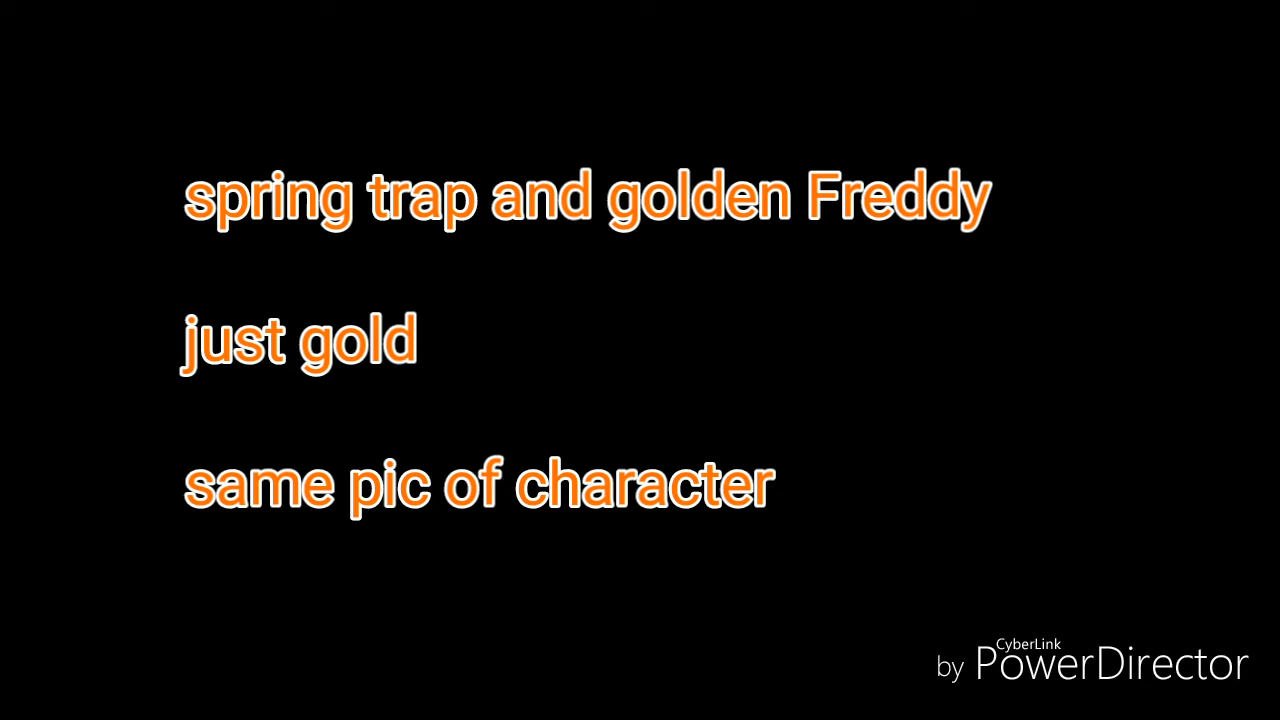 spring trap and golden Freddy
just gold
same pic of character
CyberLink
by PowerDirector